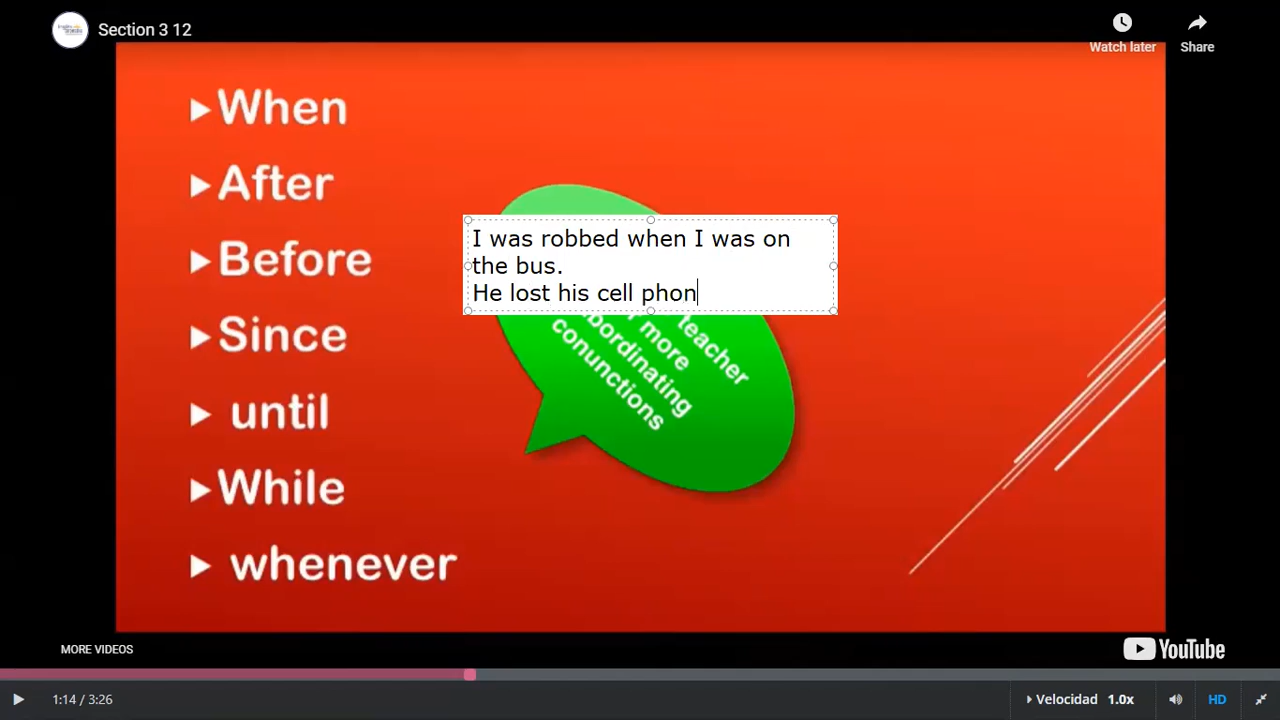 Section 3 12
Watch later
Share
When
After
Before
Since
until
While
whenever
I was robbed when I was on
the bus.
He lost his cell phon
teacher
more
conunctions
MORE VIDEOS
YouTube
1:14 / 3:26
Velocidad 1.0x
HD